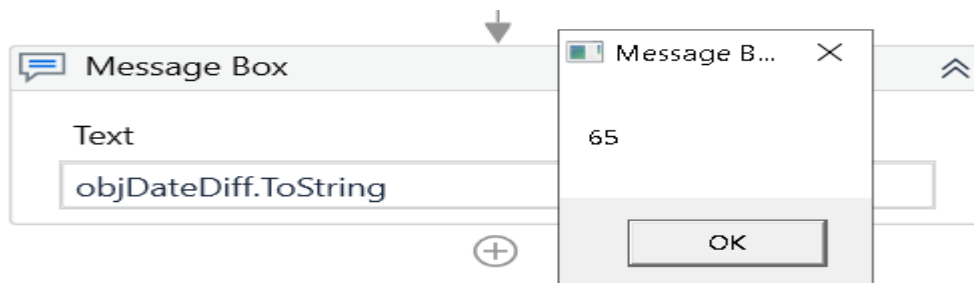 Message Box
Message B...
Text
65
objDateDiff.ToString
OK